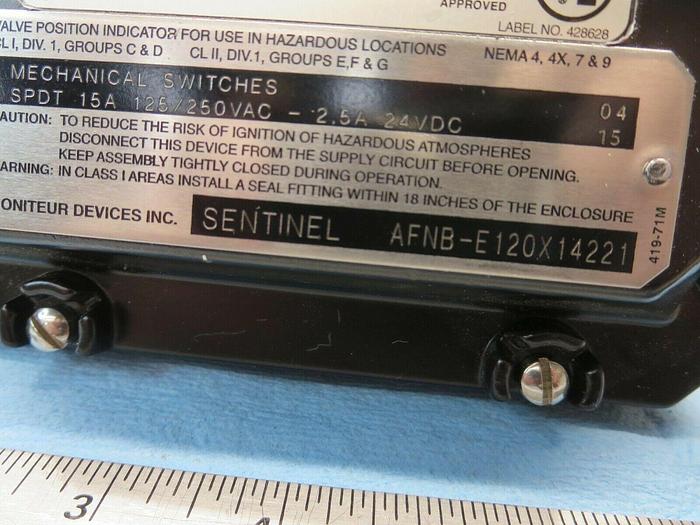 APPROVED
LABEL NO. 428628
VALVE POSITION INDICATOR FOR USE IN HAZARDOUS LOCATIONS
CL I, DIV. 1, GROUPS C & D CL II, DIV.1, GROUPS E,F & G NEMA 4, 4X, 7 & 9
MECHANICAL SWITCHES
SPDT 15A 125/250VAC - 2.5A 24VDC
04
15
AUTION: TO REDUCE THE RISK OF IGNITION OF HAZARDOUS ATMOSPHERES
DISCONNECT THIS DEVICE FROM THE SUPPLY CIRCUIT BEFORE OPENING.
KEEP ASSEMBLY TIGHTLY CLOSED DURING OPERATION.
ARNING: IN CLASS I AREAS INSTALL A SEAL FITTING WITHIN 18 INCHES OF THE ENCLOSURE
ONITEUR DEVICES INC. SENTINEL AFNB-E120X14221
419-71M
3
4